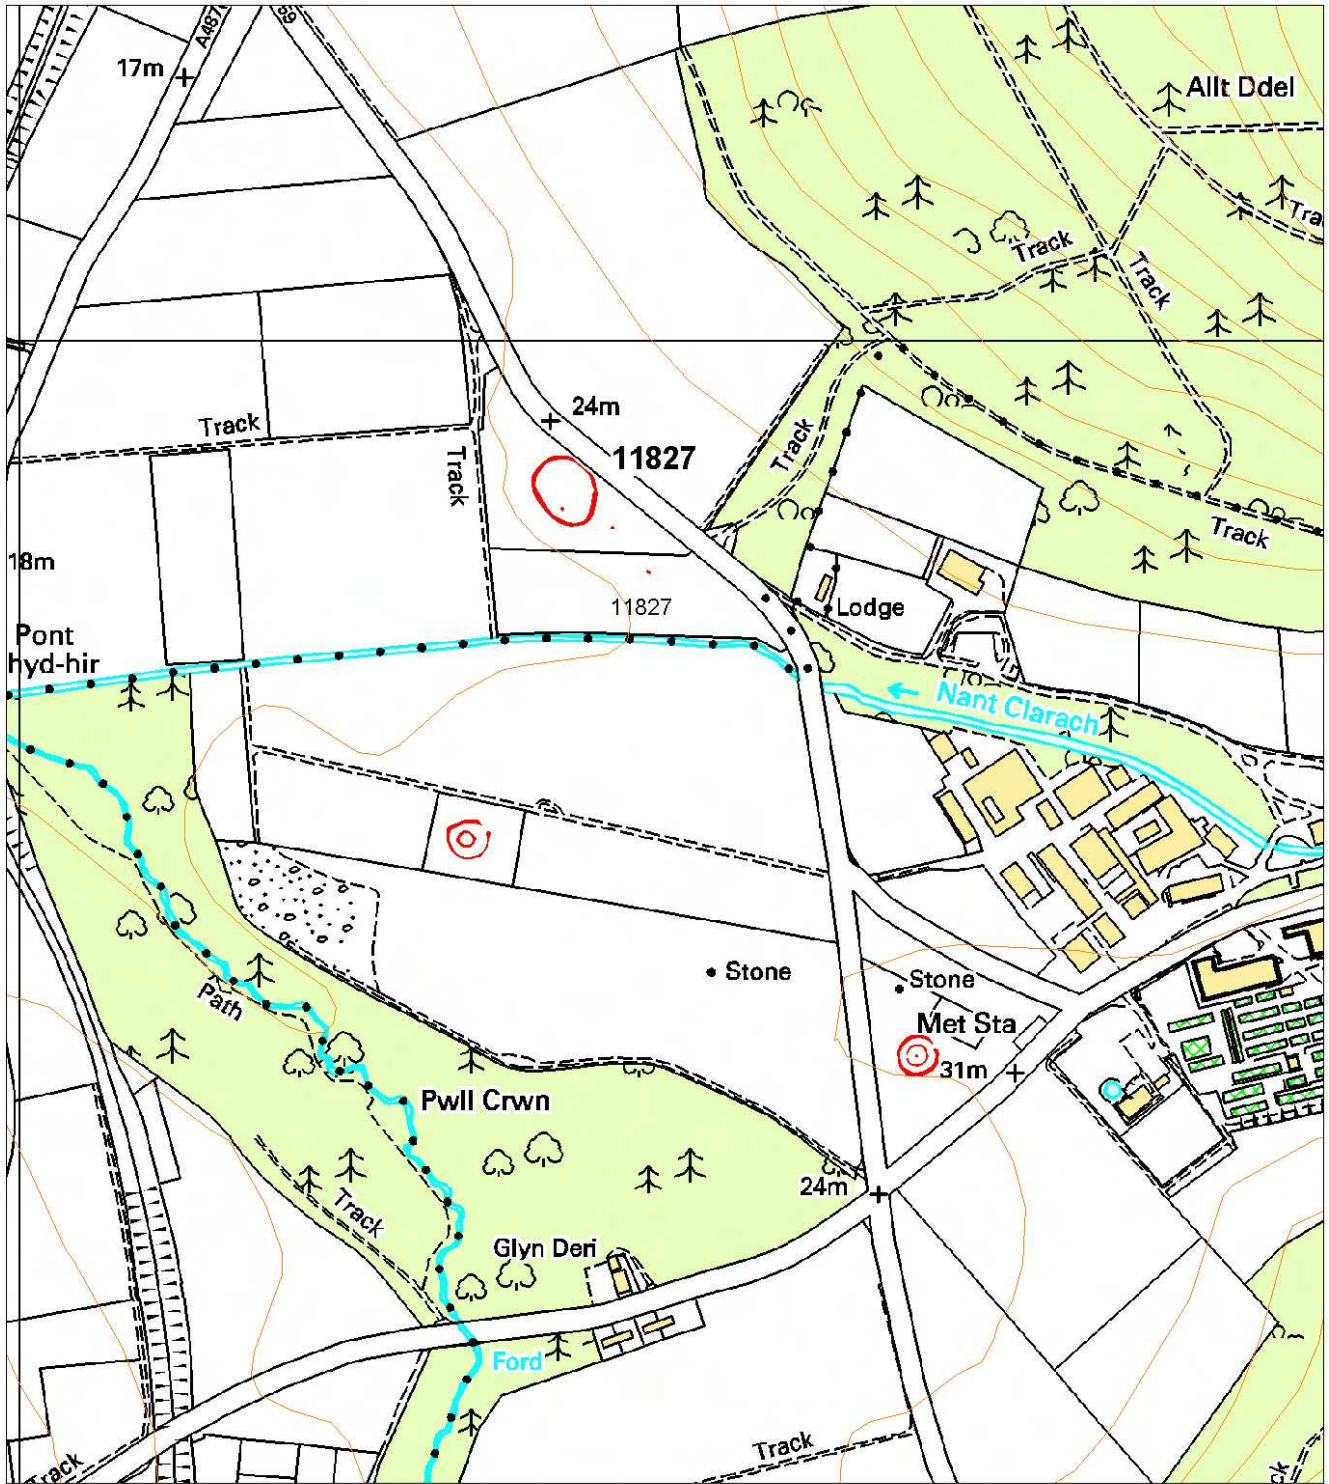 17m
Allt Ddel
Track
Track
24m
Track
11827
Track
Track
Track
18m
11827
Lodge
Pont
hyd-hir
Nant Clarach
Stone
Stone
Path
Met Sta
31m
Pwll Crwn
24m
Track
Glyn Deri
Ford
Track
Track